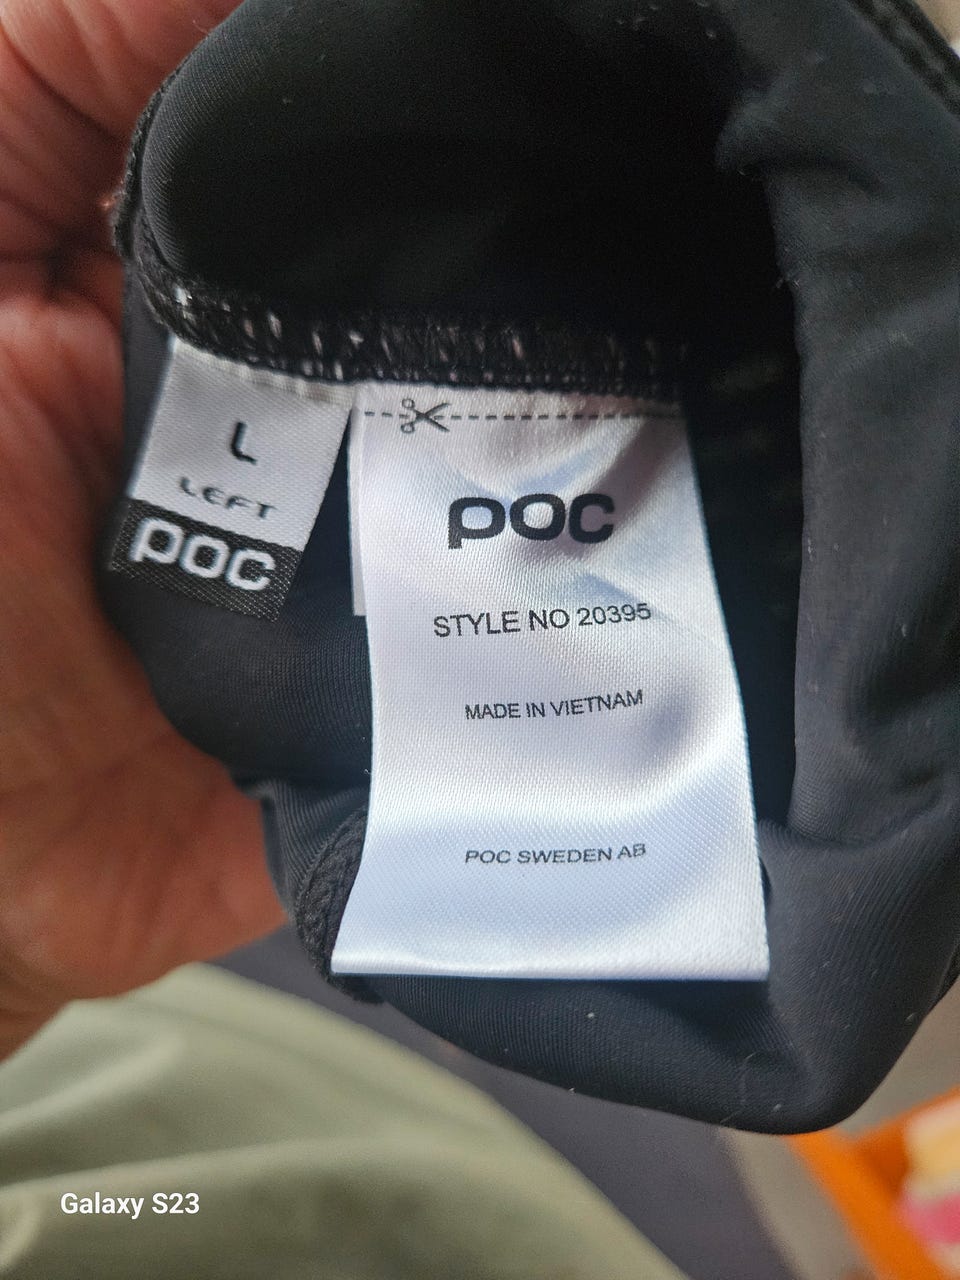 L
LEFT
POC
POC
STYLE NO 20395
MADE IN VIETNAM
POC SWEDEN AB
Galaxy S23